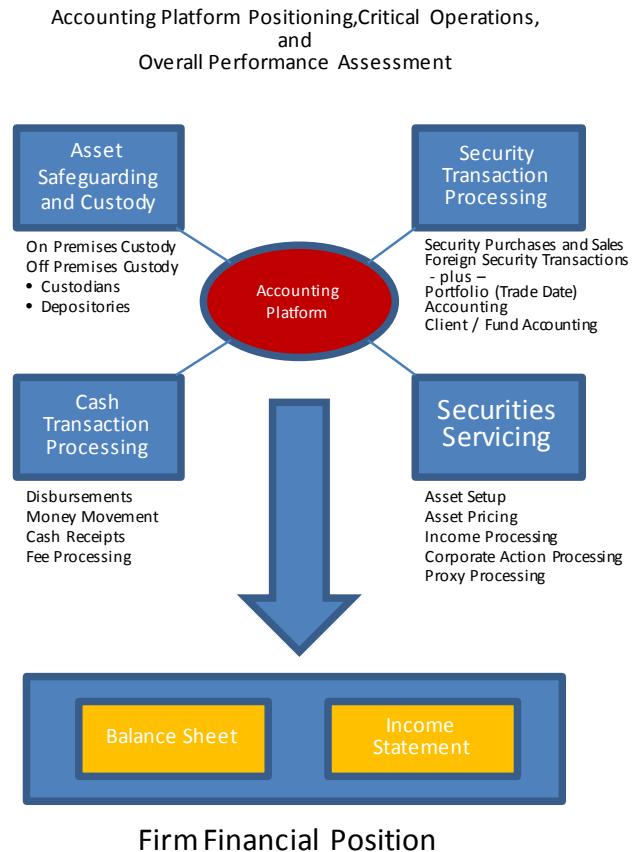 Accounting Platform Positioning,Critical Operations,
and
Overall Performance Assessment
Asset
Safeguarding
and Custody
On Premises Custody
Off Premises Custody
• Custodians
• Depositories
Security
Transaction
Processing
Security Purchases and Sales
Foreign Security Transactions
- plus –
Portfolio (Trade Date)
Accounting
Client / Fund Accounting
Accounting
Platform
Cash
Transaction
Processing
Disbursements
Money Movement
Cash Receipts
Fee Processing
Securities
Servicing
Asset Setup
Asset Pricing
Income Processing
Corporate Action Processing
Proxy Processing
Balance Sheet
Income
Statement
Firm Financial Position